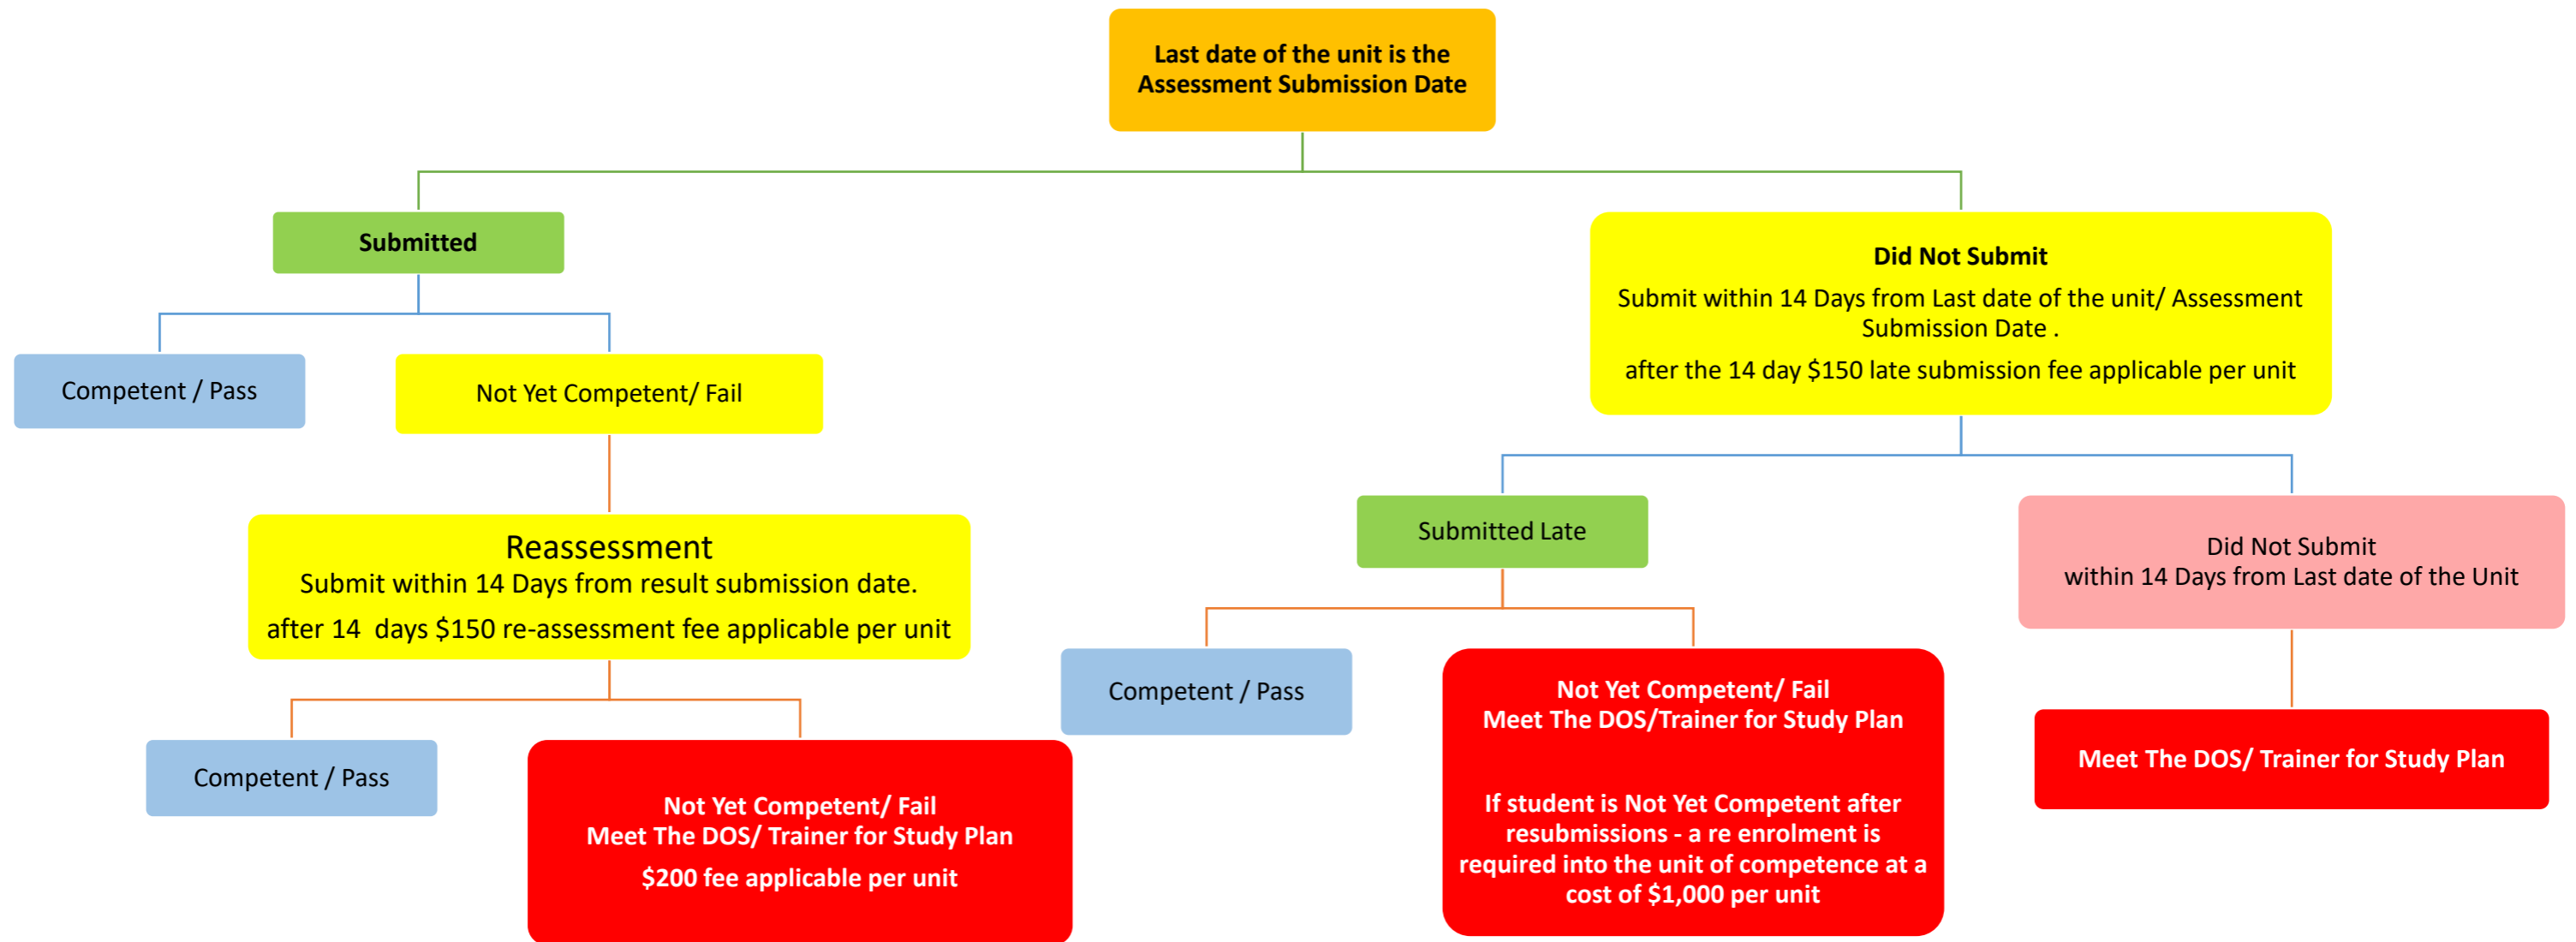 Last date of the unit is the
Assessment Submission Date
Submitted
Did Not Submit
Submit within 14 Days from Last date of the unit/ Assessment
Submission Date .
after the 14 day $150 late submission fee applicable per unit
Competent / Pass
Not Yet Competent/ Fail
Reassessment
Submit within 14 Days from result submission date.
after 14  days $150 re-assessment fee applicable per unit
Submitted Late
Did Not Submit
within 14 Days from Last date of the Unit
Competent / Pass
Not Yet Competent/ Fail
Meet The DOS/ Trainer for Study Plan
$200 fee applicable per unit
Competent / Pass
Not Yet Competent/ Fail
Meet The DOS/Trainer for Study Plan
If student is Not Yet Competent after
resubmissions - a re enrolment is
required into the unit of competence at a
cost of $1,000 per unit
Meet The DOS/ Trainer for Study Plan